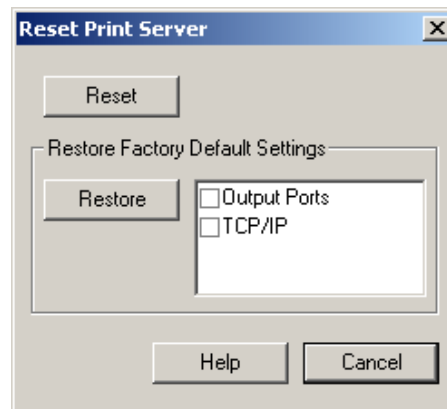 Reset Print Server
Reset
Restore Factory Default Settings
Restore
Output Ports
TCP/IP
Help
Cancel